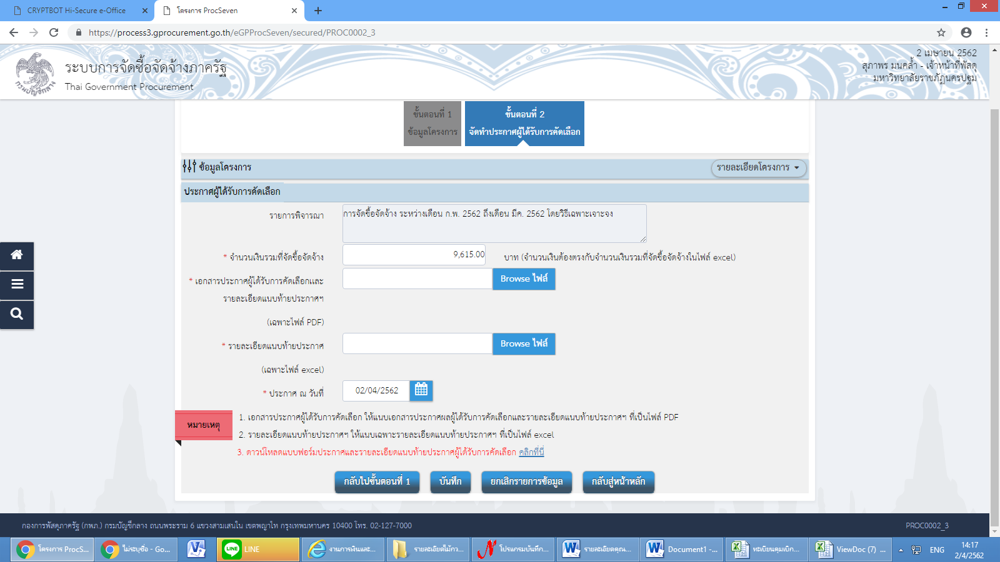 CRYPTBOT Hi-Secure e-Office
โครงการ ProcSeven
https://process3.gprocurement.go.th/eGPProcSeven/secured/PROC0002_3
ระบบการจัดซื้อจัดจ้างภาครัฐ
Thai Government Procurement
กรมบัญชีกลาง
2 เมษายน 2562
สุภาพร มนคล้ำ - เจ้าหน้าที่พัสดุ
มหาวิทยาลัยราชภัฏนครปฐม
ขั้นตอนที่ 1
ข้อมูลโครงการ
ขั้นตอนที่ 2
จัดทำประกาศผู้ได้รับการคัดเลือก
ข้อมูลโครงการ
รายละเอียดโครงการ
ประกาศผู้ได้รับการคัดเลือก
รายการพิจารณา
การจัดซื้อจัดจ้าง ระหว่างเดือน ก.พ. 2562 ถึงเดือน มีค. 2562 โดยวิธีเฉพาะเจาะจง
* จำนวนเงินรวมที่จัดซื้อจัดจ้าง
9,615.00
บาท (จำนวนเงินต้องตรงกับจำนวนเงินรวมที่จัดซื้อจัดจ้างในไฟล์ excel)
* เอกสารประกาศผู้ได้รับการคัดเลือกและ
Browse ไฟล์
รายละเอียดแนบท้ายประกาศฯ
(เฉพาะไฟล์ PDF)
* รายละเอียดแนบท้ายประกาศ
Browse ไฟล์
(เฉพาะไฟล์ excel)
* ประกาศ ณ วันที่
02/04/2562
หมายเหตุ
1. เอกสารประกาศผู้ได้รับการคัดเลือก ให้แนบเอกสารประกาศผลผู้ได้รับการคัดเลือกและรายละเอียดแนบท้ายประกาศฯ ที่เป็นไฟล์ PDF
2. รายละเอียดแนบท้ายประกาศฯ ให้แนบเฉพาะรายละเอียดแนบท้ายประกาศฯ ที่เป็นไฟล์ excel
3. ดาวน์โหลดแบบฟอร์มประกาศและรายละเอียดแนบท้ายประกาศผู้ได้รับการคัดเลือก คลิกที่นี่
กลับไปขั้นตอนที่ 1
บันทึก
ยกเลิกรายการข้อมูล
กลับสู่หน้าหลัก
กองการพัสดุภาครัฐ (กพภ.) กรมบัญชีกลาง ถนนพระราม 6 แขวงสามเสนใน เขตพญาไท กรุงเทพมหานคร 10400 โทร. 02-127-7000
PROC0002_3
โครงการ ProcS...
ไม่ระบุชื่อ - Go...
LINE
งานการเงินและ...
รายละเอียดไม้กว...
โปรแกรมบันทึก...
รายละเอียดคุณ...
Document1 -...
ทะเบียนคุมเบิก...
ViewDoc (7) ...
ENG
14:17
2/4/2562